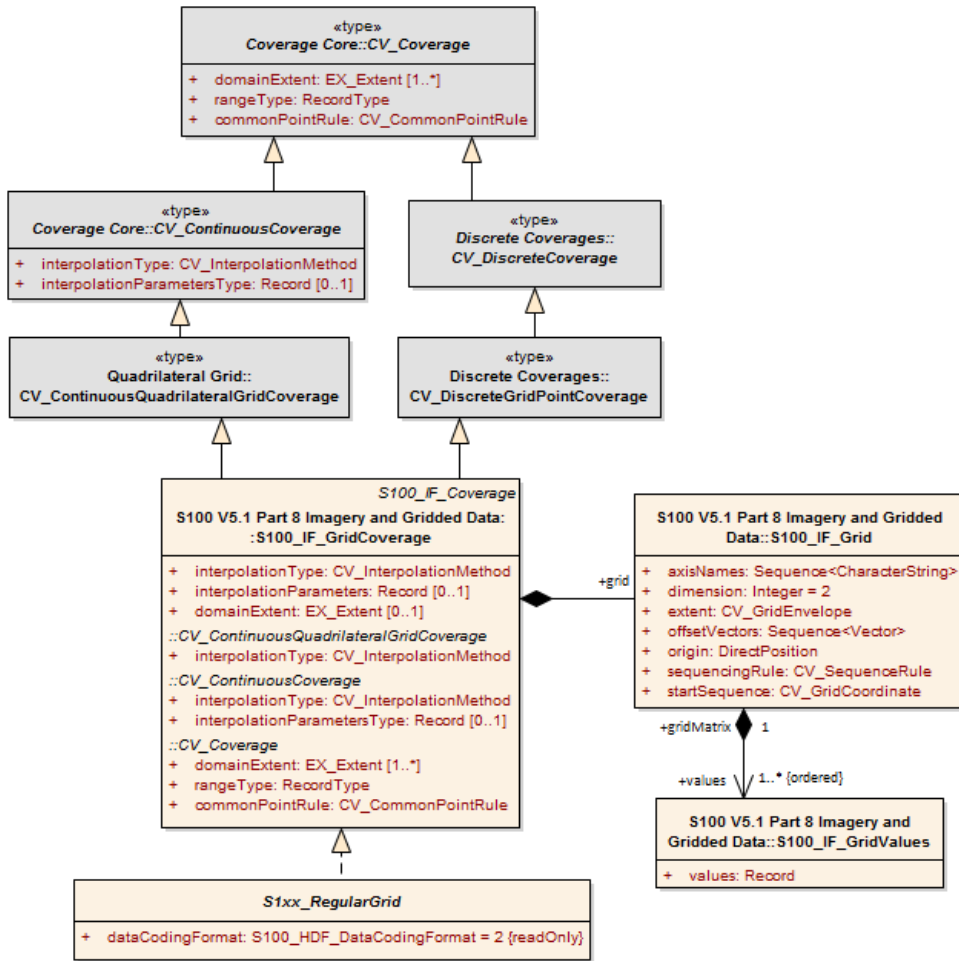 «type»
Coverage Core::CV_Coverage
+ domainExtent: EX_Extent [1..*]
+ rangeType: RecordType
+ commonPointRule: CV_CommonPointRule
«type»
Coverage Core::CV_ContinuousCoverage
+ interpolationType: CV_InterpolationMethod
+ interpolationParametersType: Record [0..1]
«type»
Discrete Coverages::
CV_DiscreteCoverage
«type»
Quadrilateral Grid::
CV_ContinuousQuadrilateralGridCoverage
«type»
Discrete Coverages::
CV_DiscreteGridPointCoverage
S100_IF_Coverage
S100 V5.1 Part 8 Imagery and Gridded Data:
:S100_IF_GridCoverage
+ interpolationType: CV_InterpolationMethod
+ interpolationParameters: Record [0..1]
+ domainExtent: EX_Extent [0..1]
::CV_ContinuousQuadrilateralGridCoverage
+ interpolationType: CV_InterpolationMethod
::CV_ContinuousCoverage
+ interpolationType: CV_InterpolationMethod
+ interpolationParametersType: Record [0..1]
::CV_Coverage
+ domainExtent: EX_Extent [1..*]
+ rangeType: RecordType
+ commonPointRule: CV_CommonPointRule
+grid
S100 V5.1 Part 8 Imagery and Gridded
Data::S100_IF_Grid
+ axisNames: Sequence<CharacterString>
+ dimension: Integer = 2
+ extent: CV_GridEnvelope
+ offsetVectors: Sequence<Vector>
+ origin: DirectPosition
+ sequencingRule: CV_SequenceRule
+ startSequence: CV_GridCoordinate
+gridMatrix 1
+values 1..* {ordered}
S100 V5.1 Part 8 Imagery and
Gridded Data::S100_IF_GridValues
+ values: Record
S1xx_RegularGrid
+ dataCodingFormat: S100_HDF_DataCodingFormat = 2 {readOnly}